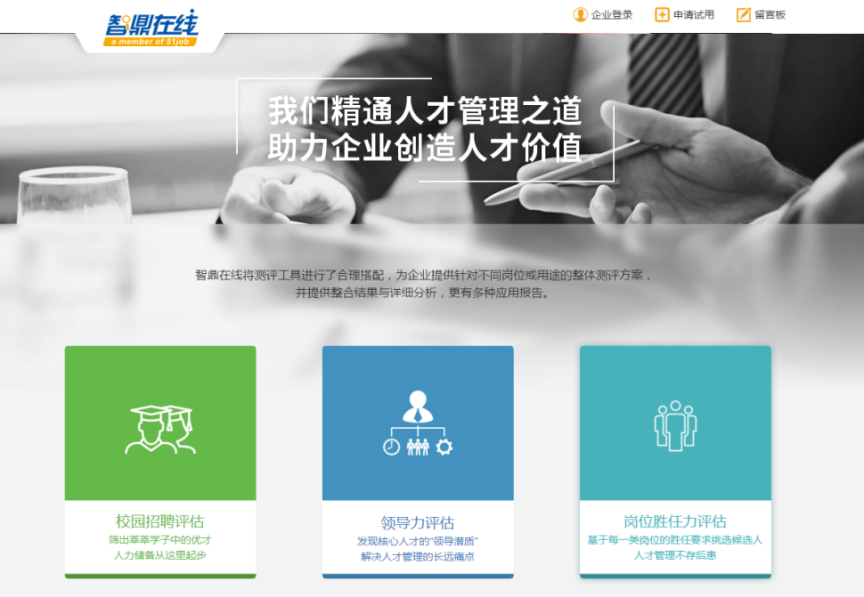 智鼎在线
a member of 51job
企业登录
申请试用
留言板
我们精通人才管理之道
助力企业创造人才价值
智鼎在线将测评工具进行了合理搭配，为企业提供针对不同岗位或用途的整体测评方案，
并提供整合结果与详细分析，更有多种应用报告。
校园招聘评估
筛出莘莘学子中的优才
人力储备从这里起步
领导力评估
发现核心人才的“领导潜质”
解决人才管理的长远痛点
岗位胜任力评估
基于每一类岗位的胜任要求挑选候选人
人才管理不存后患